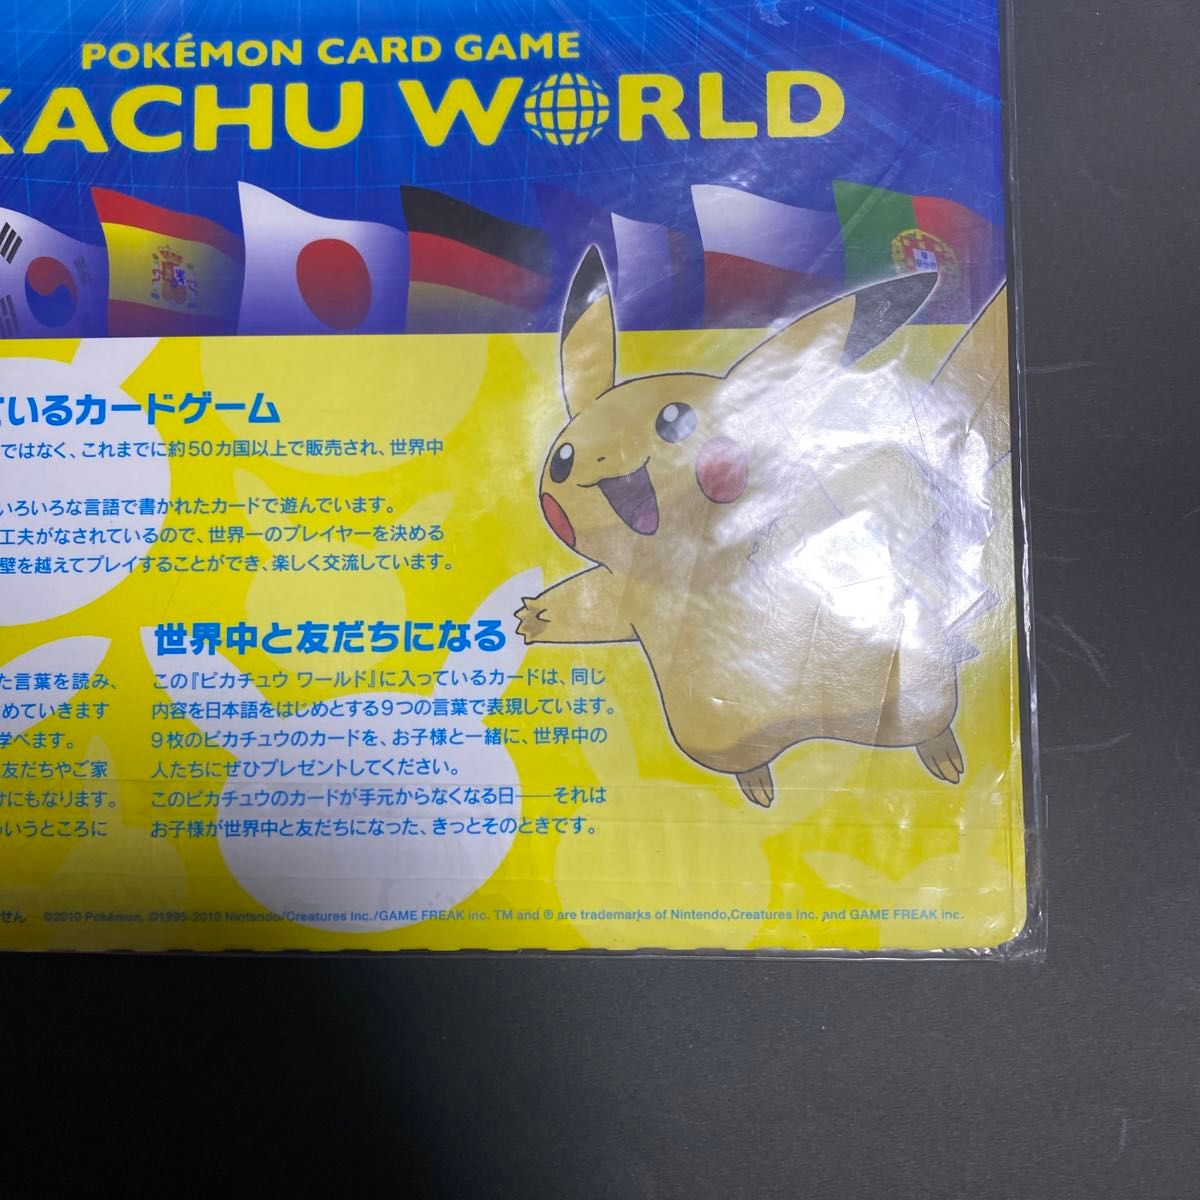 POKÉMON CARD GAME
KACHU WORLD
ているカードゲーム
ではなく、これまでに約50カ国以上で販売され、世界中
いろいろな言語で書かれたカードで遊んでいます。
工夫がなされているので、世界一のプレイヤーを決める
壁を越えてプレイすることができ、楽しく交流しています。
た言葉を読み、
めていきます
学べます。
友だちやご家
けにもなります。
いうところに
世界中と友だちになる
この『ピカチュウ ワールド』に入っているカードは、同じ
内容を日本語をはじめとする9つの言葉で表現しています。
9枚のピカチュウのカードを、お子様と一緒に、世界中の
人たちにぜひプレゼントしてください。
このピカチュウのカードが手元からなくなる日――それは
お子様が世界中と友だちになった、きっとそのときです。
せん ©2010 Pokémon. ©1995-2010 Nintendo/Creatures Inc./GAME FREAK inc. TM and ® are trademarks of Nintendo,Creatures Inc. and GAME FREAK inc.